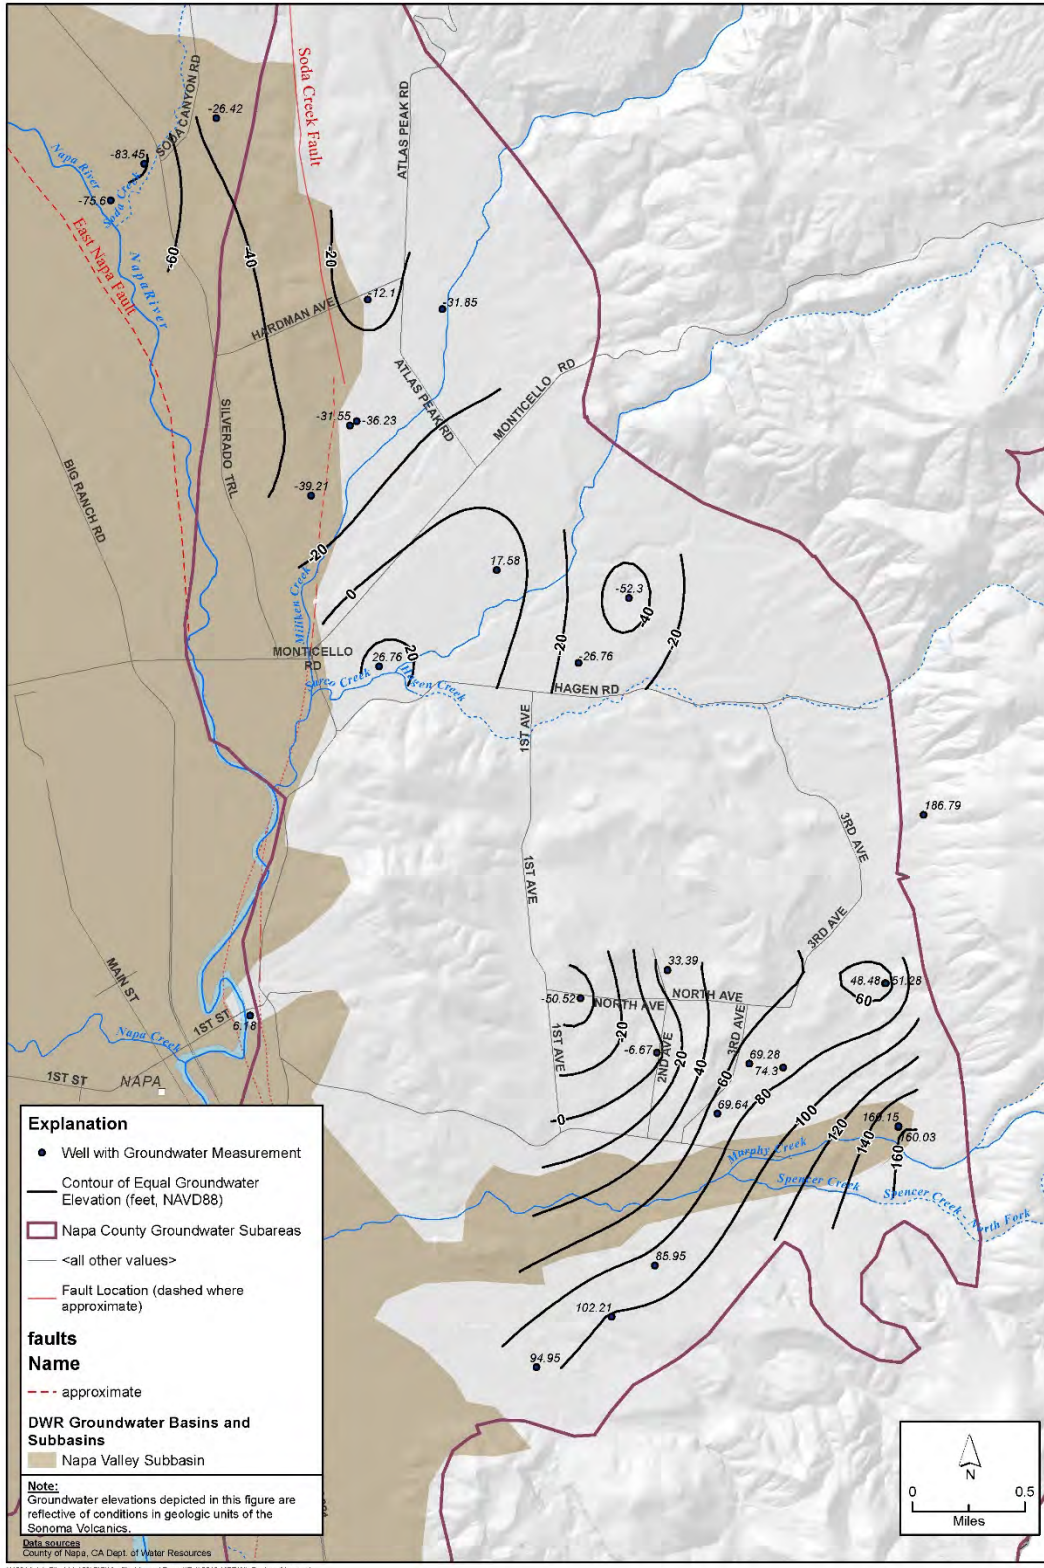 SODA CANYON RD
-26.42
Soda Creek Fault
ATLAS PEAK RD
Napa River
-83.45
Soda Creek
-75.6
East Napa Fault
Napa River
-60
-40
-20
-12.1
-31.85
HARDMAN AVE
ATLAS PEAK RD
MONTICELLO RD
SILVERADO TRL
-31.55
-36.23
BIG RANCH RD
-39.21
-20
0
17.58
-52.3
-40
Milliken Creek
-20
-20
MONTICELLO
RD
26.76
20
-26.76
Sarco Creek
Hagen Creek
HAGEN RD
1ST AVE
186.79
3RD AVE
1ST AVE
3RD AVE
MAIN ST
33.39
48.48
51.28
-50.52
NORTH AVE
NORTH AVE
60
1ST ST
6.18
Napa Creek
1ST AVE
-20
-6.67
2ND AVE
20
40
3RD AVE
60
69.28
74.3
80
1ST ST
NAPA
69.64
100
120
140
160.15
160.03
160
0
Murphy Creek
Spencer Creek
Spencer Creek - North Fork
85.95
102.21
94.95
Explanation
Well with Groundwater Measurement
Contour of Equal Groundwater
Elevation (feet, NAVD88)
Napa County Groundwater Subareas
<all other values>
Fault Location (dashed where
approximate)
faults
Name
approximate
DWR Groundwater Basins and
Subbasins
Napa Valley Subbasin
Note:
Groundwater elevations depicted in this figure are
reflective of conditions in geologic units of the
Sonoma Volcanics.
Data sources
County of Napa, CA Dept. of Water Resources
N
0
0.5
Miles